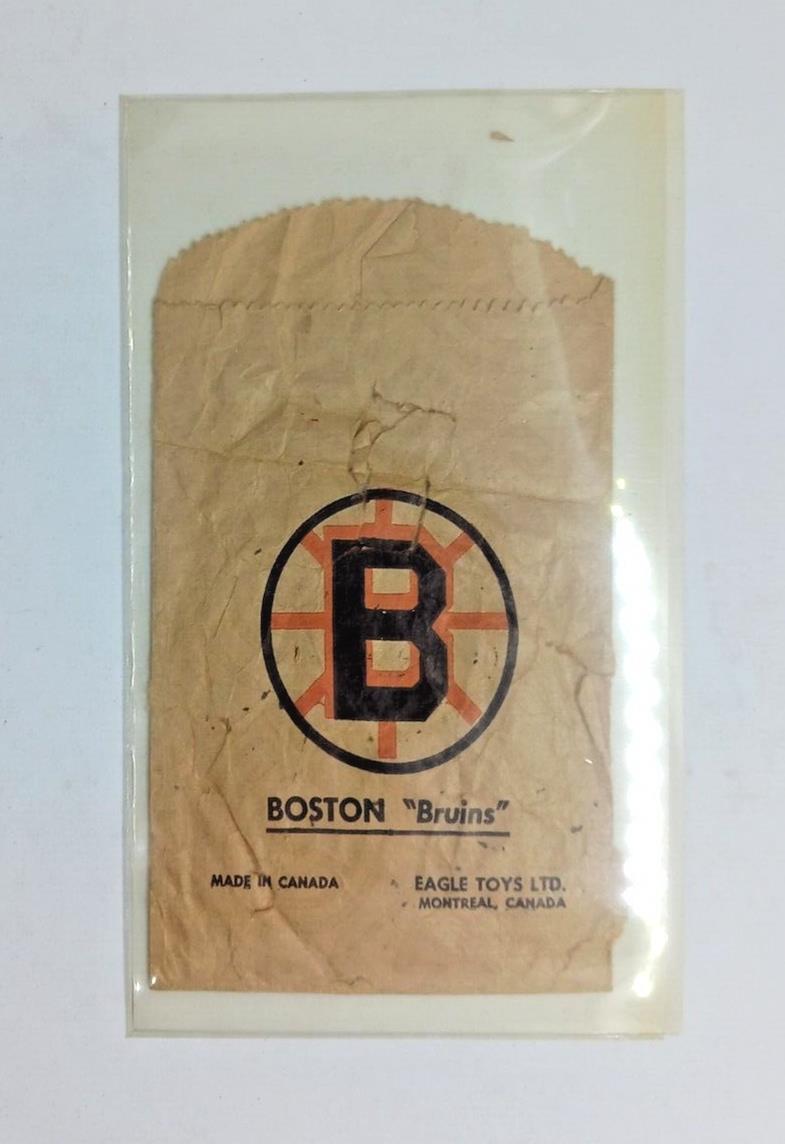 B
BOSTON "Bruins"
MADE IN CANADA
EAGLE TOYS LTD.
MONTREAL, CANADA